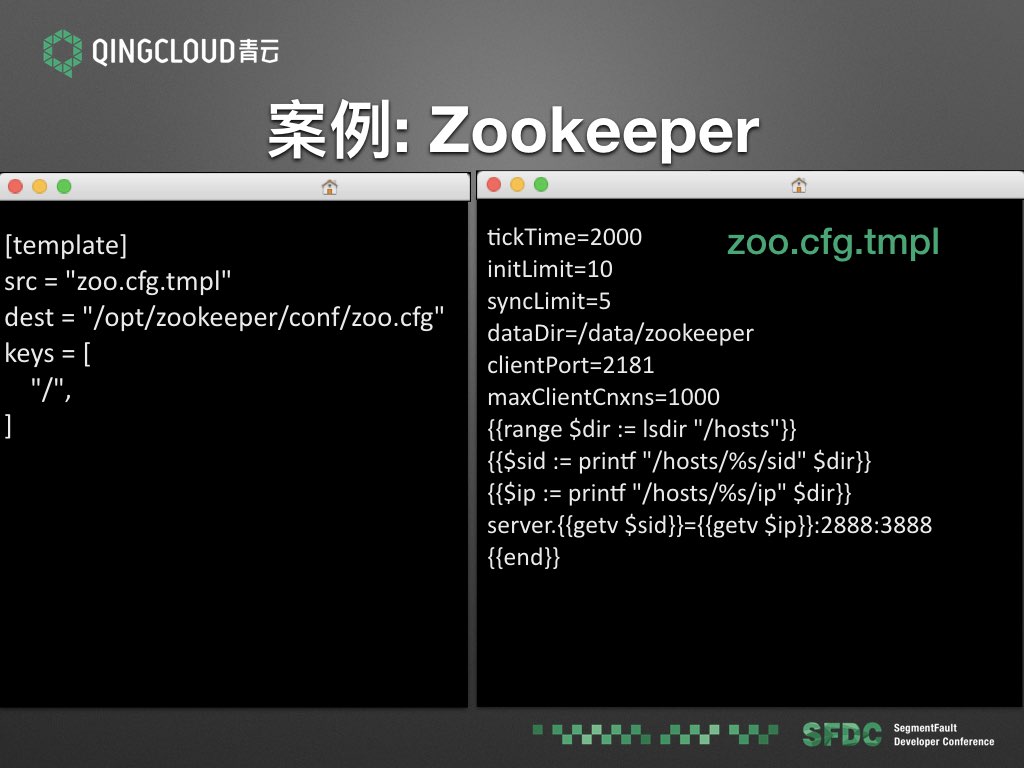 QINGCLOUD青云
案例: Zookeeper
[template]
src = "zoo.cfg.tmpl"
dest = "/opt/zookeeper/conf/zoo.cfg"
keys = [
    "/",
]
zoo.cfg.tmpl
tickTime=2000
initLimit=10
syncLimit=5
dataDir=/data/zookeeper
clientPort=2181
maxClientCnxns=1000
{{range $dir := lsdir "/hosts"}}
{{$sid := printf "/hosts/%s/sid" $dir}}
{{$ip := printf "/hosts/%s/ip" $dir}}
server.{{getv $sid}}={{getv $ip}}:2888:3888
{{end}}
SFDC
SegmentFault
Developer Conference